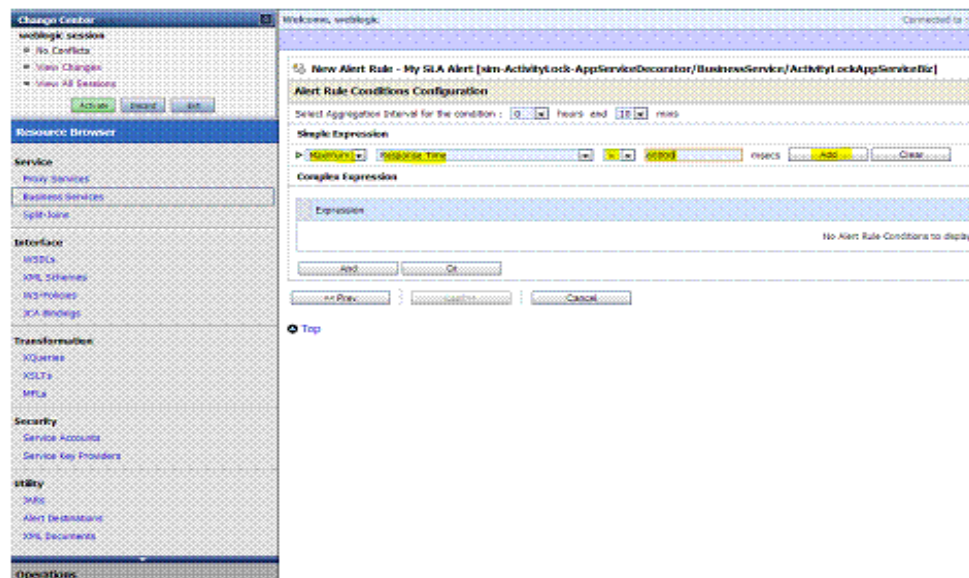 Change Center
weblogic session
No Conflicts
View Changes
View All Sessions
Activate Discard Exit
Resource Browser
Service
Proxy Services
Business Services
Split-Joins
Interface
WSDLs
XML Schemas
WS-Policies
JCA Bindings
Transformation
XQueries
XSLTs
MFLs
Security
Service Accounts
Service Key Providers
Utility
JARs
Alert Destinations
XML Documents
Operations
Welcome, weblogic
Connected to
New Alert Rule - My SLA Alert [sim-ActivityLock-AppServiceDecorator/BusinessService/ActivityLockAppServiceBiz]
Alert Rule Conditions Configuration
Select Aggregation Interval for the condition : 0 hours and 10 mins
Simple Expression
Maximum Response Time > 60000 msecs Add Clear
Complex Expression
Expression
No Alert Rule Conditions to display
And Or
<< Prev Cancel
Top